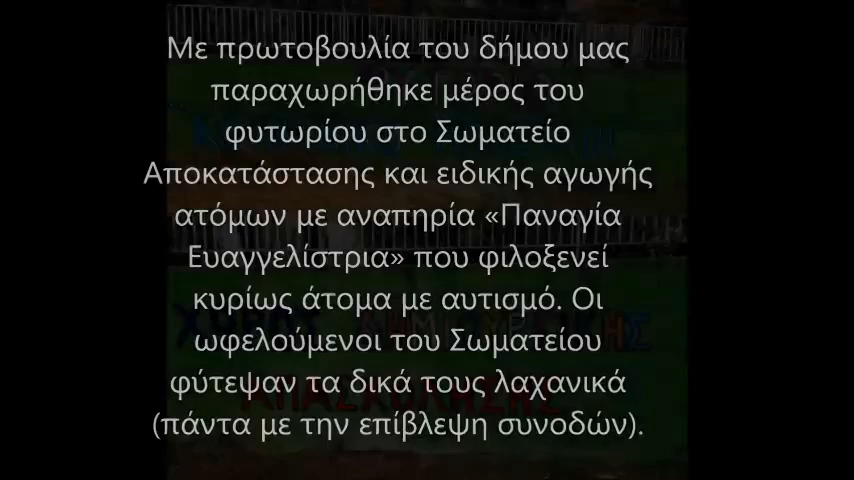 Με πρωτοβουλία του δήμου μας
παραχωρήθηκε μέρος του
φυτωρίου στο Σωματείο
Αποκατάστασης και ειδικής αγωγής
ατόμων με αναπηρία «Παναγία
Ευαγγελίστρια» που φιλοξενεί
κυρίως άτομα με αυτισμό. Οι
ωφελούμενοι του Σωματείου
φύτεψαν τα δικά τους λαχανικά
(πάντα με την επίβλεψη συνοδών).